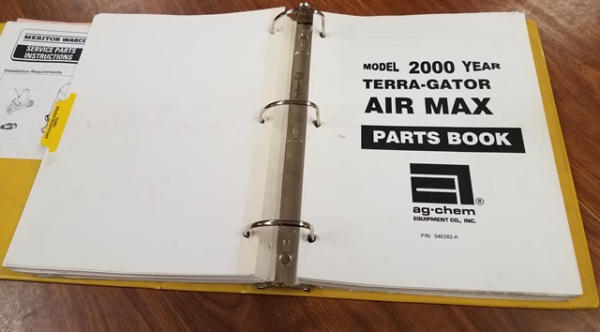 MERITOR WABCO
SERVICE PARTS
INSTRUCTIONS
Installation Requirements
MODEL 2000 YEAR
TERRA-GATOR
AIR MAX
PARTS BOOK
ag·chem®
EQUIPMENT CO., INC.
P/N 546382-A